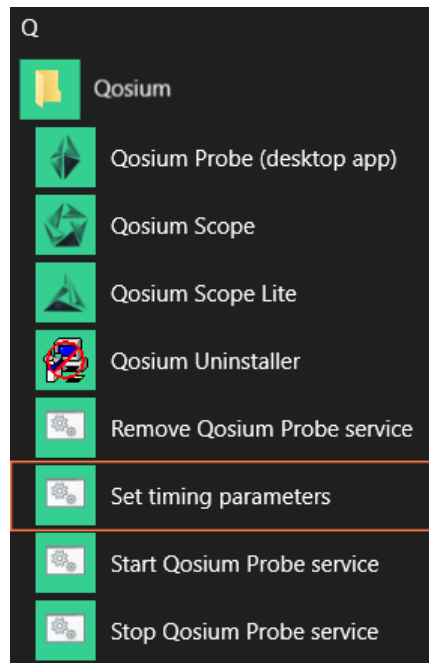 Q
Qosium
Qosium Probe (desktop app)
Qosium Scope
Qosium Scope Lite
Qosium Uninstaller
Remove Qosium Probe service
Set timing parameters
Start Qosium Probe service
Stop Qosium Probe service